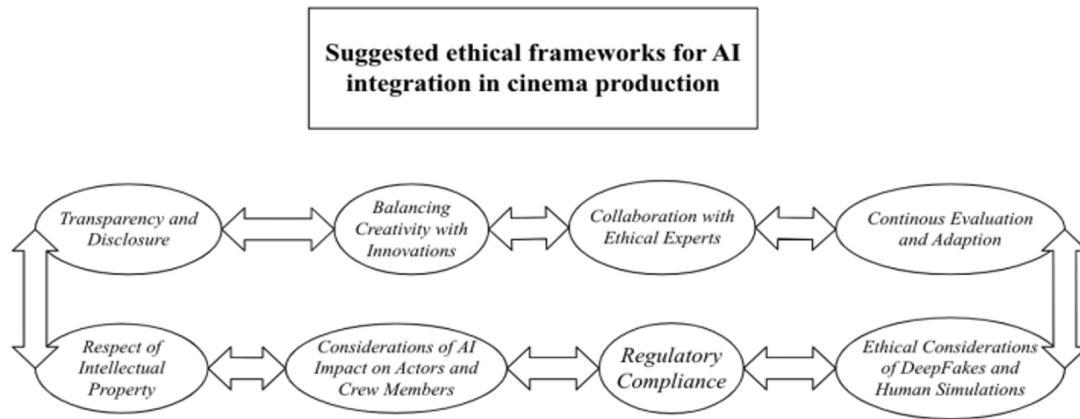 Suggested ethical frameworks for AI
integration in cinema production
Transparency and
Disclosure
Balancing
Creativity with
Innovations
Collaboration with
Ethical Experts
Continous Evaluation
and Adaption
Respect of
Intellectual
Property
Considerations of AI
Impact on Actors and
Crew Members
Regulatory
Compliance
Ethical Considerations
of DeepFakes and
Human Simulations